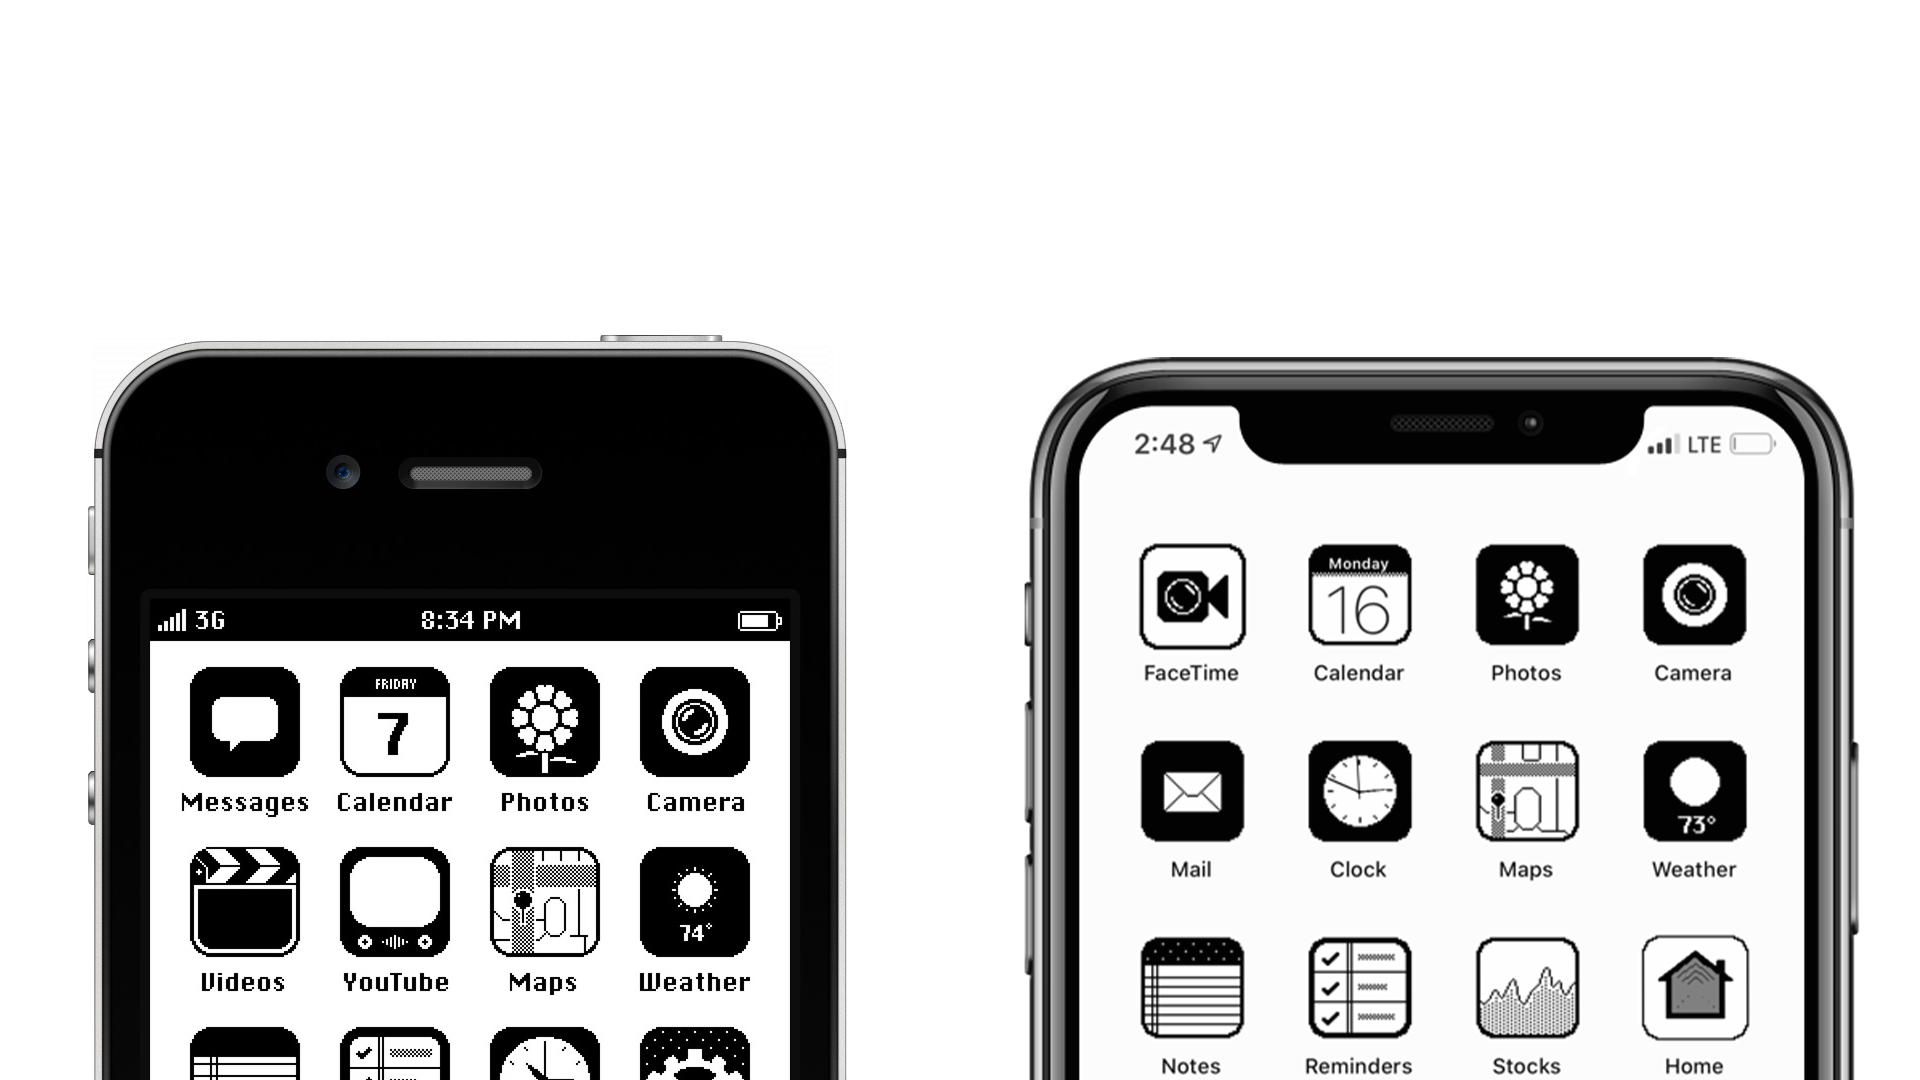 3G 8:34 PM
FRIDAY
7
Messages Calendar Photos Camera
74°
Videos YouTube Maps Weather
2:48 LTE
Monday
16
FaceTime Calendar Photos Camera
73°
Mail Clock Maps Weather
Notes Reminders Stocks Home